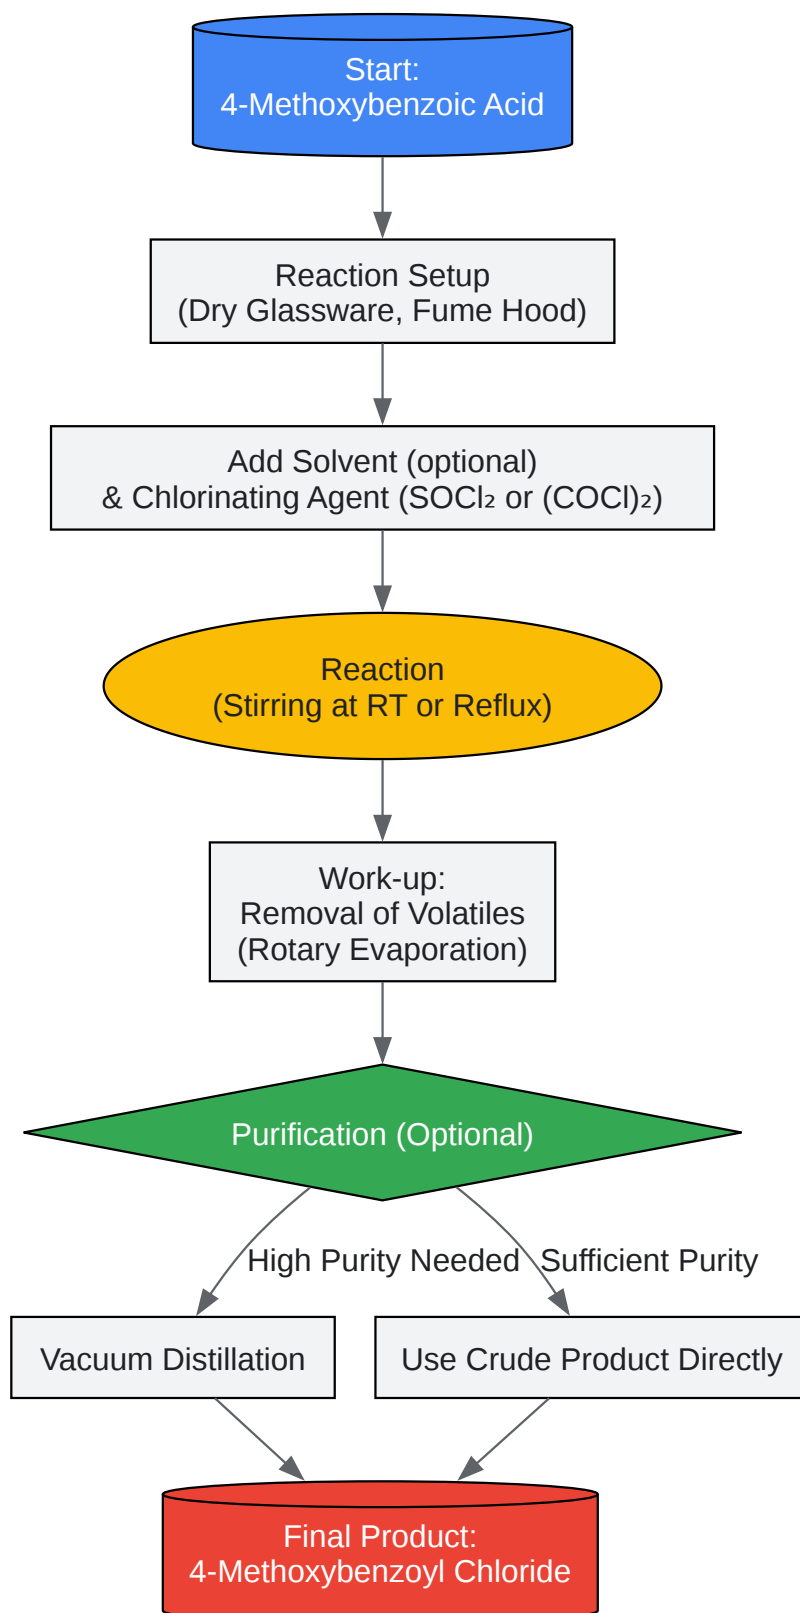 Start:
4-Methoxybenzoic Acid
Reaction Setup
(Dry Glassware, Fume Hood)
Add Solvent (optional)
& Chlorinating Agent (SOCl₂ or (COCl)₂)
Reaction
(Stirring at RT or Reflux)
Work-up:
Removal of Volatiles
(Rotary Evaporation)
Purification (Optional)
High Purity Needed
Sufficient Purity
Vacuum Distillation
Use Crude Product Directly
Final Product:
4-Methoxybenzoyl Chloride